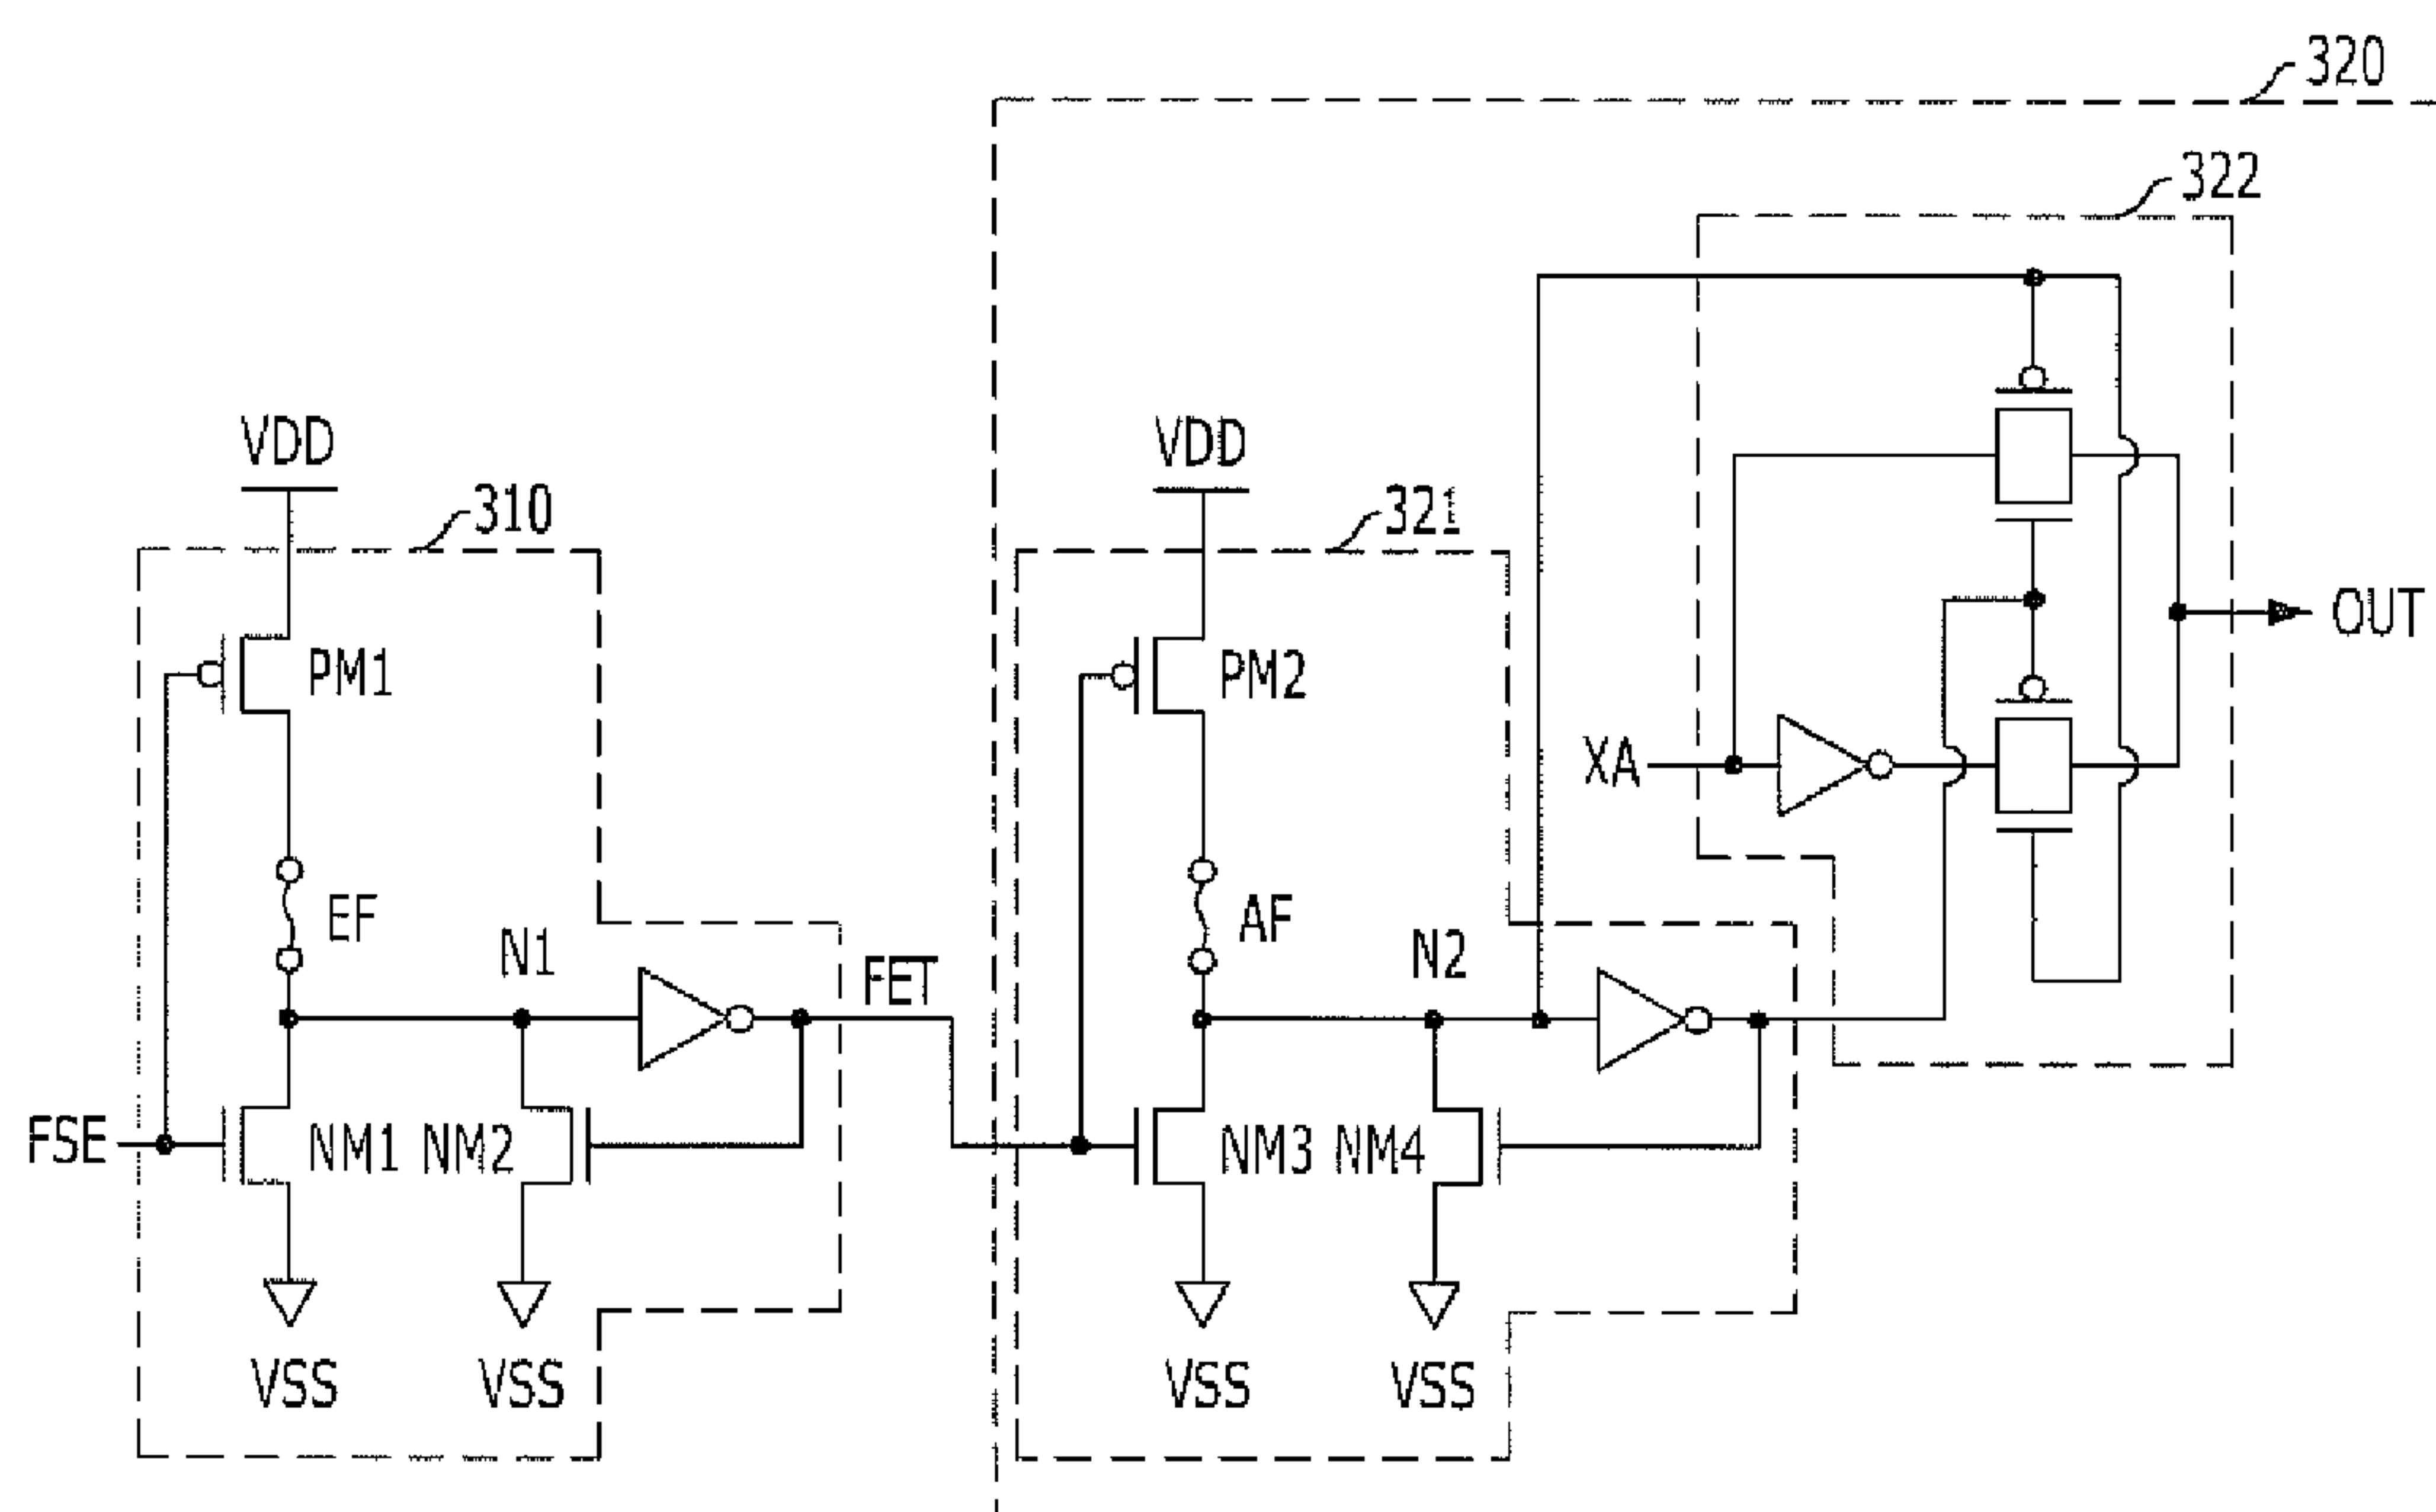 320
322
VDD
310
VDD
321
PM1
PM2
OUT
XA
EF
AF
N1
N2
F̅E̅T̅
FSE
NM1
NM2
NM3
NM4
VSS
VSS
VSS
VSS